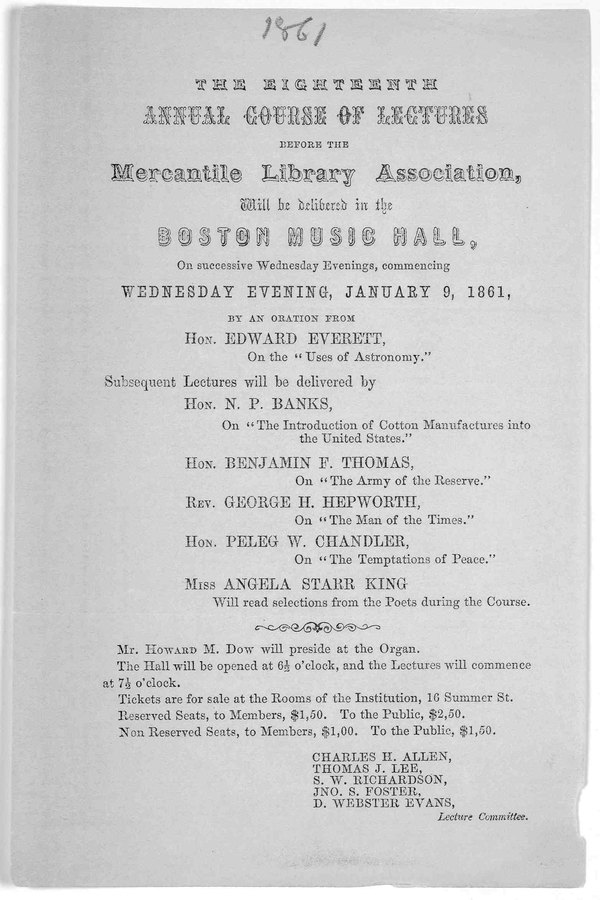 1861
THE EIGHTEENTH
ANNUAL COURSE OF LECTURES
BEFORE THE
Mercantile Library Association,
Will be delivered in the
BOSTON MUSIC HALL,
On successive Wednesday Evenings, commencing
WEDNESDAY EVENING, JANUARY 9, 1861,
BY AN ORATION FROM
HON. EDWARD EVERETT,
On the “Uses of Astronomy.”
Subsequent Lectures will be delivered by
HON. N. P. BANKS,
On “The Introduction of Cotton Manufactures into
the United States.”
HON. BENJAMIN F. THOMAS,
On “The Army of the Reserve.”
REV. GEORGE H. HEPWORTH,
On “The Man of the Times.”
HON. PELEG W. CHANDLER,
On “The Temptations of Peace.”
MISS ANGELA STARR KING
Will read selections from the Poets during the Course.
Mr. HOWARD M. DOW will preside at the Organ.
The Hall will be opened at 6½ o'clock, and the Lectures will commence
at 7½ o'clock.
Tickets are for sale at the Rooms of the Institution, 16 Summer St.
Reserved Seats, to Members, $1,50. To the Public, $2,50.
Non Reserved Seats, to Members, $1,00. To the Public, $1,50.
CHARLES H. ALLEN,
THOMAS J. LEE,
S. W. RICHARDSON,
JNO. S. FOSTER,
D. WEBSTER EVANS,
Lecture Committee.